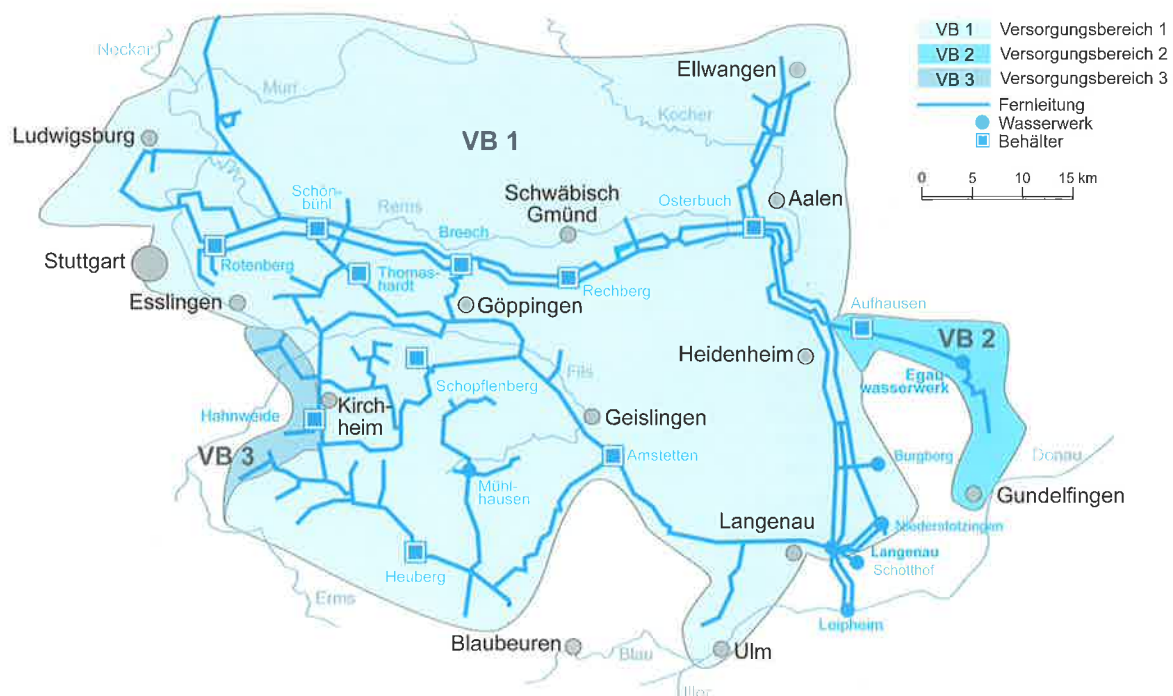 VB 1 Versorgungsbereich 1
VB 2 Versorgungsbereich 2
VB 3 Versorgungsbereich 3
Fernleitung
Wasserwerk
Behälter
0 5 10 15 km
Neckar
Murr
Ellwangen
Kocher
Ludwigsburg
VB 1
Schön-
bühl
Schwäbisch
Gmünd
Osterbuch
Aalen
Rems
Breech
Stuttgart
Rotenberg
Thomas-
hardt
Rechberg
Esslingen
Göppingen
Aufhausen
VB 2
Heidenheim
Egau-
wasserwerk
Schopflenberg
Fils
Hahnweide
Kirch-
heim
Geislingen
VB 3
Amstetten
Burgberg
Donau
Mühl-
hausen
Gundelfingen
Langenau
Niederstotzingen
Langenau
Schotthof
Heuberg
Erms
Leipheim
Blaubeuren
Blau
Ulm
Iller